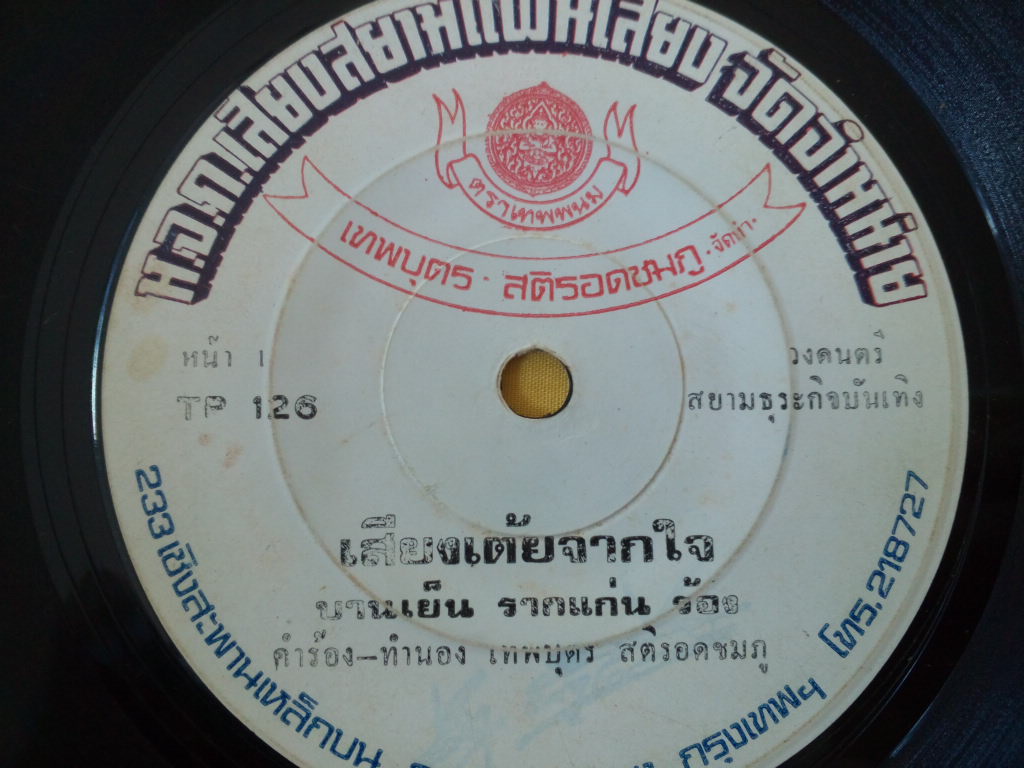 ห.จ.ก.เสียงสยามแผ่นเสียง จัดจำหน่าย
ตราเทพพนม
เทพบุตร · สติรอดชมภู ·จัดทำ·
หน้า 1
TP 126
วงดนตรี
สยามธุระกิจบันเทิง
เสียงเต้ยจากใจ
บานเย็น รากแก่น ร้อง
คำร้อง-ทำนอง เทพบุตร สติรอดชมภู
233 เชิงสะพานเหล็กบน กรุงเทพฯ โทร.218727